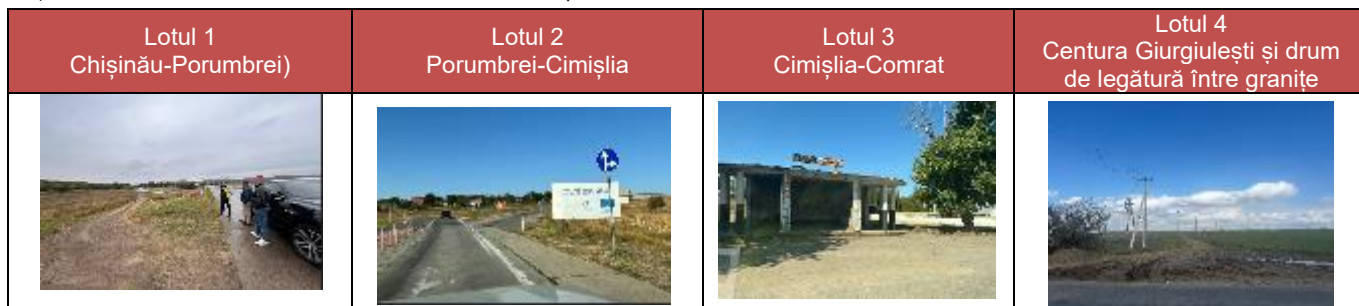 Lotul 1
Chișinău-Porumbrei)
Lotul 2
Porumbrei-Cimișlia
Lotul 3
Cimișlia-Comrat
Lotul 4
Centura Giurgiulești și drum
de legătură între granițe